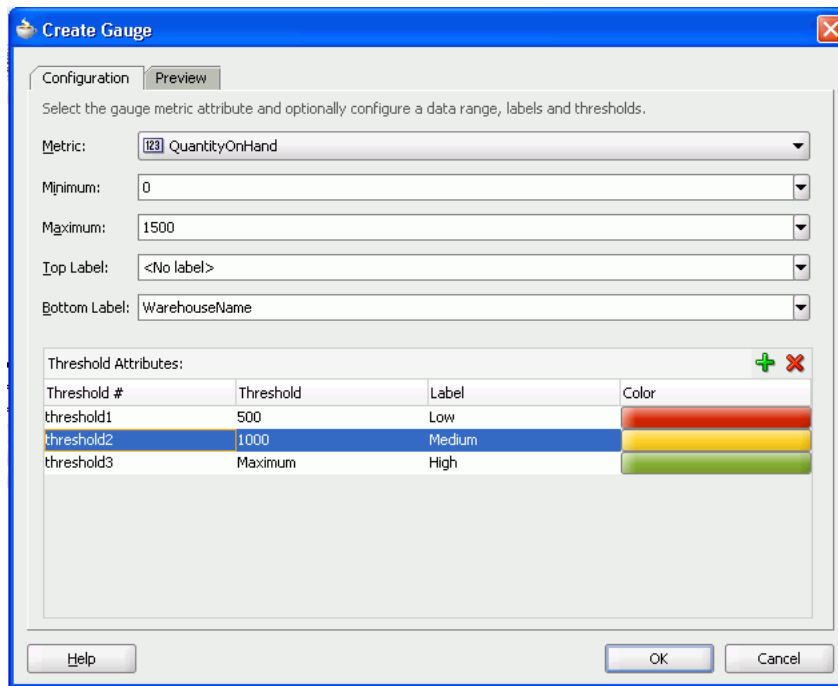 Create Gauge
Configuration Preview
Select the gauge metric attribute and optionally configure a data range, labels and thresholds.
Metric: 123 QuantityOnHand
Minimum: 0
Maximum: 1500
Top Label: <No label>
Bottom Label: WarehouseName
Threshold Attributes:
Threshold # Threshold Label Color
threshold1 500 Low
threshold2 1000 Medium
threshold3 Maximum High
Help OK Cancel